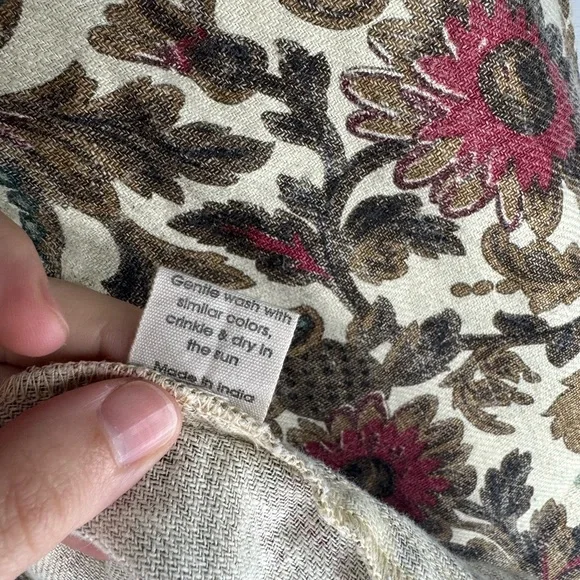 Gentle wash with
similar colors,
crinkle & dry in
the sun
Made in India